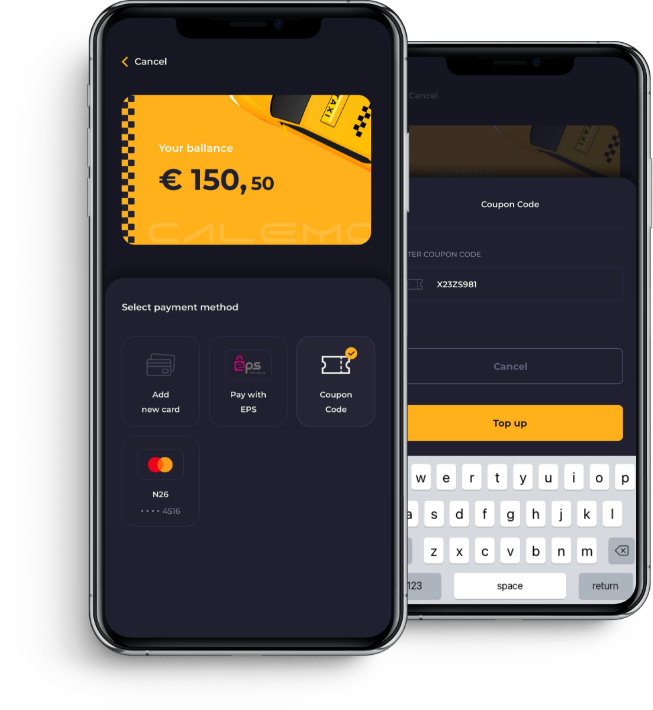 Cancel
TAXI
Your ballance
€ 150, 50
CALEMO
Select payment method
Add
new card
eps
Pay with
EPS
Coupon
Code
N26
•••• 4516
Cancel
TAXI
Coupon Code
TER COUPON CODE
X23ZS981
Cancel
Top up
w e r t y u i o p
a s d f g h j k l
z x c v b n m
123 space return